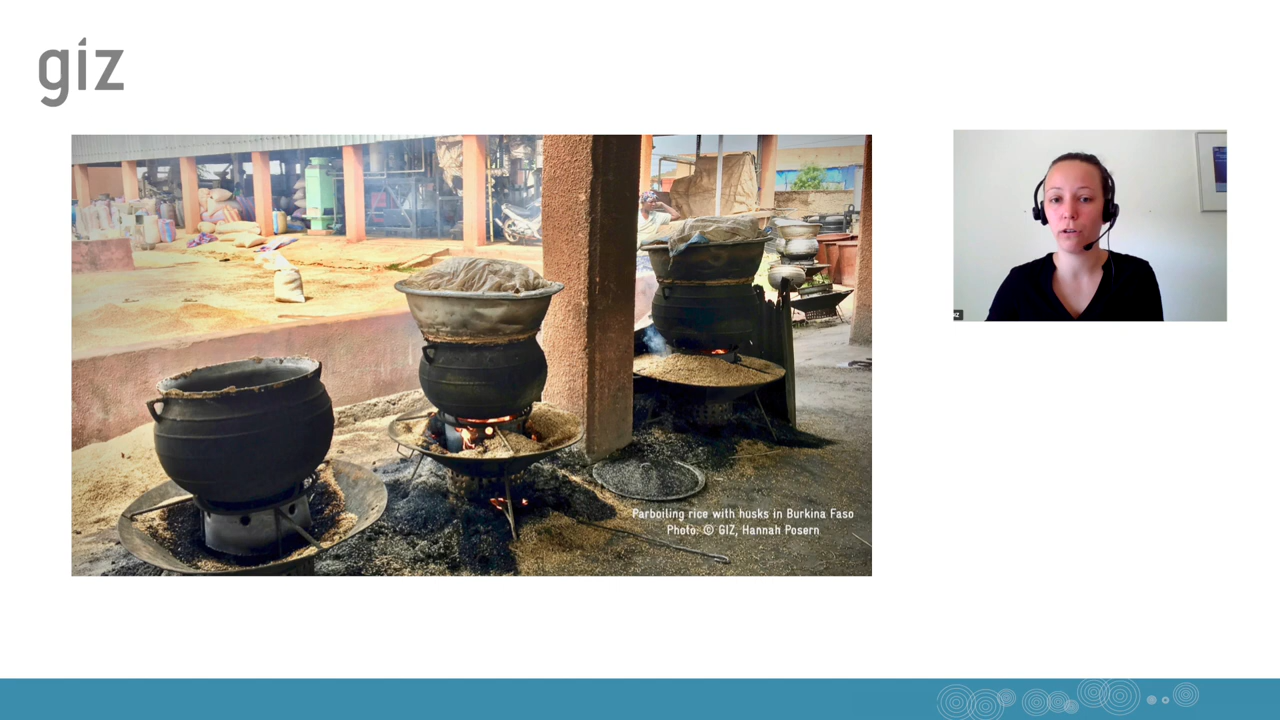 giz
Parboiling rice with husks in Burkina Faso
Photo: © GIZ, Hannah Posern